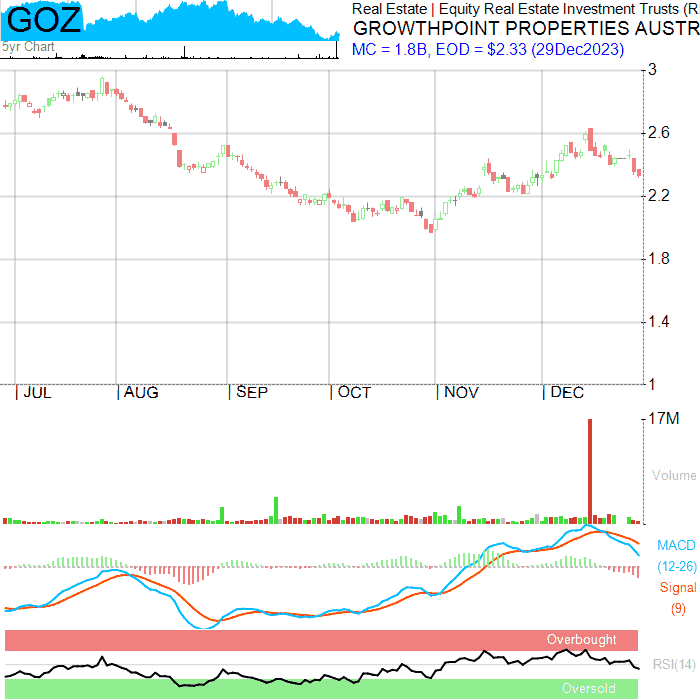 GOZ
5yr Chart
Real Estate | Equity Real Estate Investment Trusts (R
GROWTHPOINT PROPERTIES AUSTR
MC = 1.8B, EOD = $2.33 (29Dec2023)
3
2.6
2.2
1.8
1.4
1
JUL AUG SEP OCT NOV DEC
17M
Volume
MACD
(12-26)
Signal
(9)
Overbought
RSI(14)
Oversold